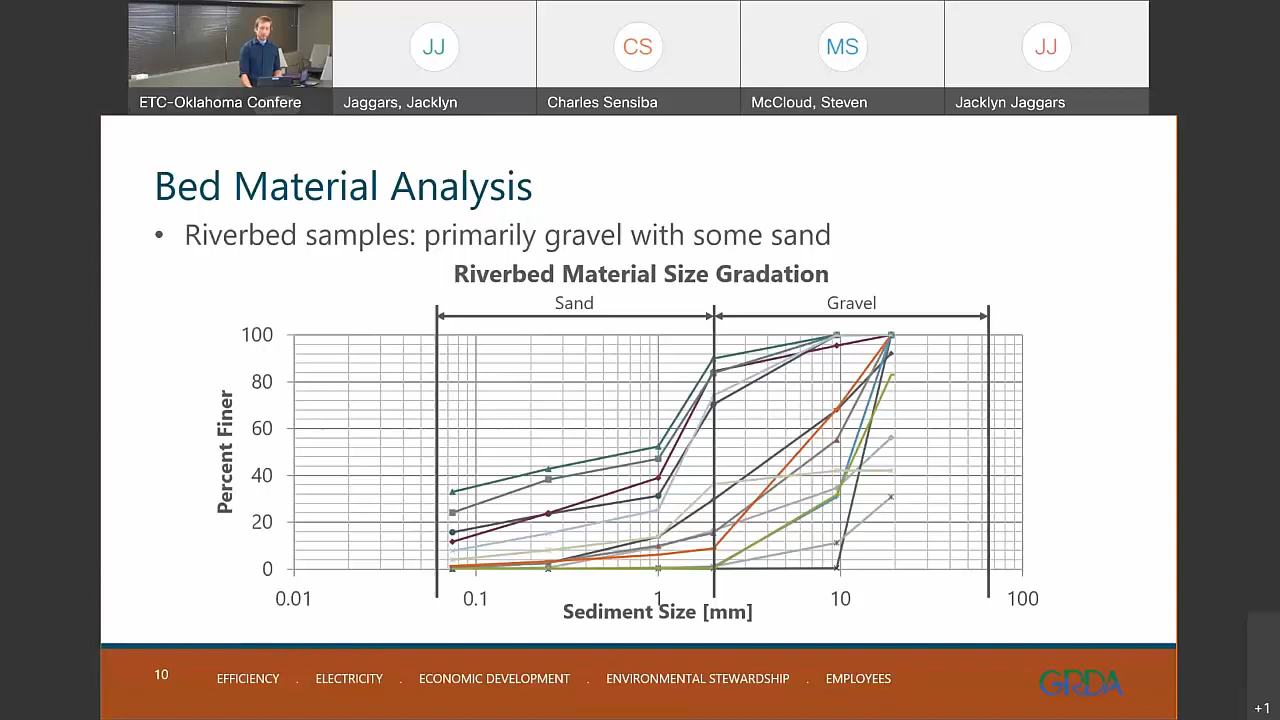 JJ
CS
MS
JJ
ETC-Oklahoma Confere
Jaggars, Jacklyn
Charles Sensiba
McCloud, Steven
Jacklyn Jaggars
Bed Material Analysis
• Riverbed samples: primarily gravel with some sand
Riverbed Material Size Gradation
Sand
Gravel
Percent Finer
100
80
60
40
20
0
0.01
0.1
1
10
100
Sediment Size [mm]
10
EFFICIENCY . ELECTRICITY . ECONOMIC DEVELOPMENT . ENVIRONMENTAL STEWARDSHIP . EMPLOYEES
GRDA
+1